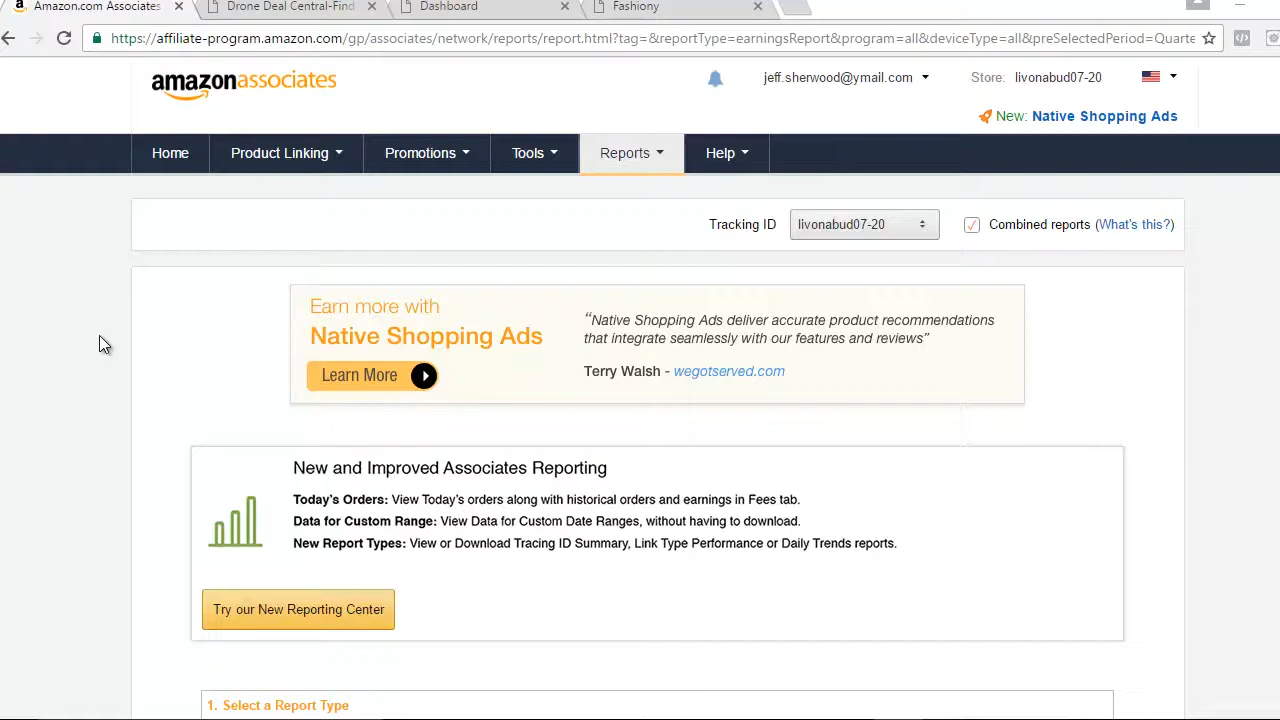 Amazon.com Associates
Drone Deal Central-Find
Dashboard
Fashiony
https://affiliate-program.amazon.com/gp/associates/network/reports/report.html?tag=&reportType=earningsReport&program=all&deviceType=all&preSelectedPeriod=Quarte
amazonassociates
jeff.sherwood@ymail.com
Store: livonabud07-20
New: Native Shopping Ads
Home
Product Linking
Promotions
Tools
Reports
Help
Tracking ID
livonabud07-20
Combined reports (What's this?)
Earn more with
Native Shopping Ads
Learn More
“Native Shopping Ads deliver accurate product recommendations
that integrate seamlessly with our features and reviews”
Terry Walsh - wegotserved.com
New and Improved Associates Reporting
Today's Orders: View Today's orders along with historical orders and earnings in Fees tab.
Data for Custom Range: View Data for Custom Date Ranges, without having to download.
New Report Types: View or Download Tracing ID Summary, Link Type Performance or Daily Trends reports.
Try our New Reporting Center
1. Select a Report Type